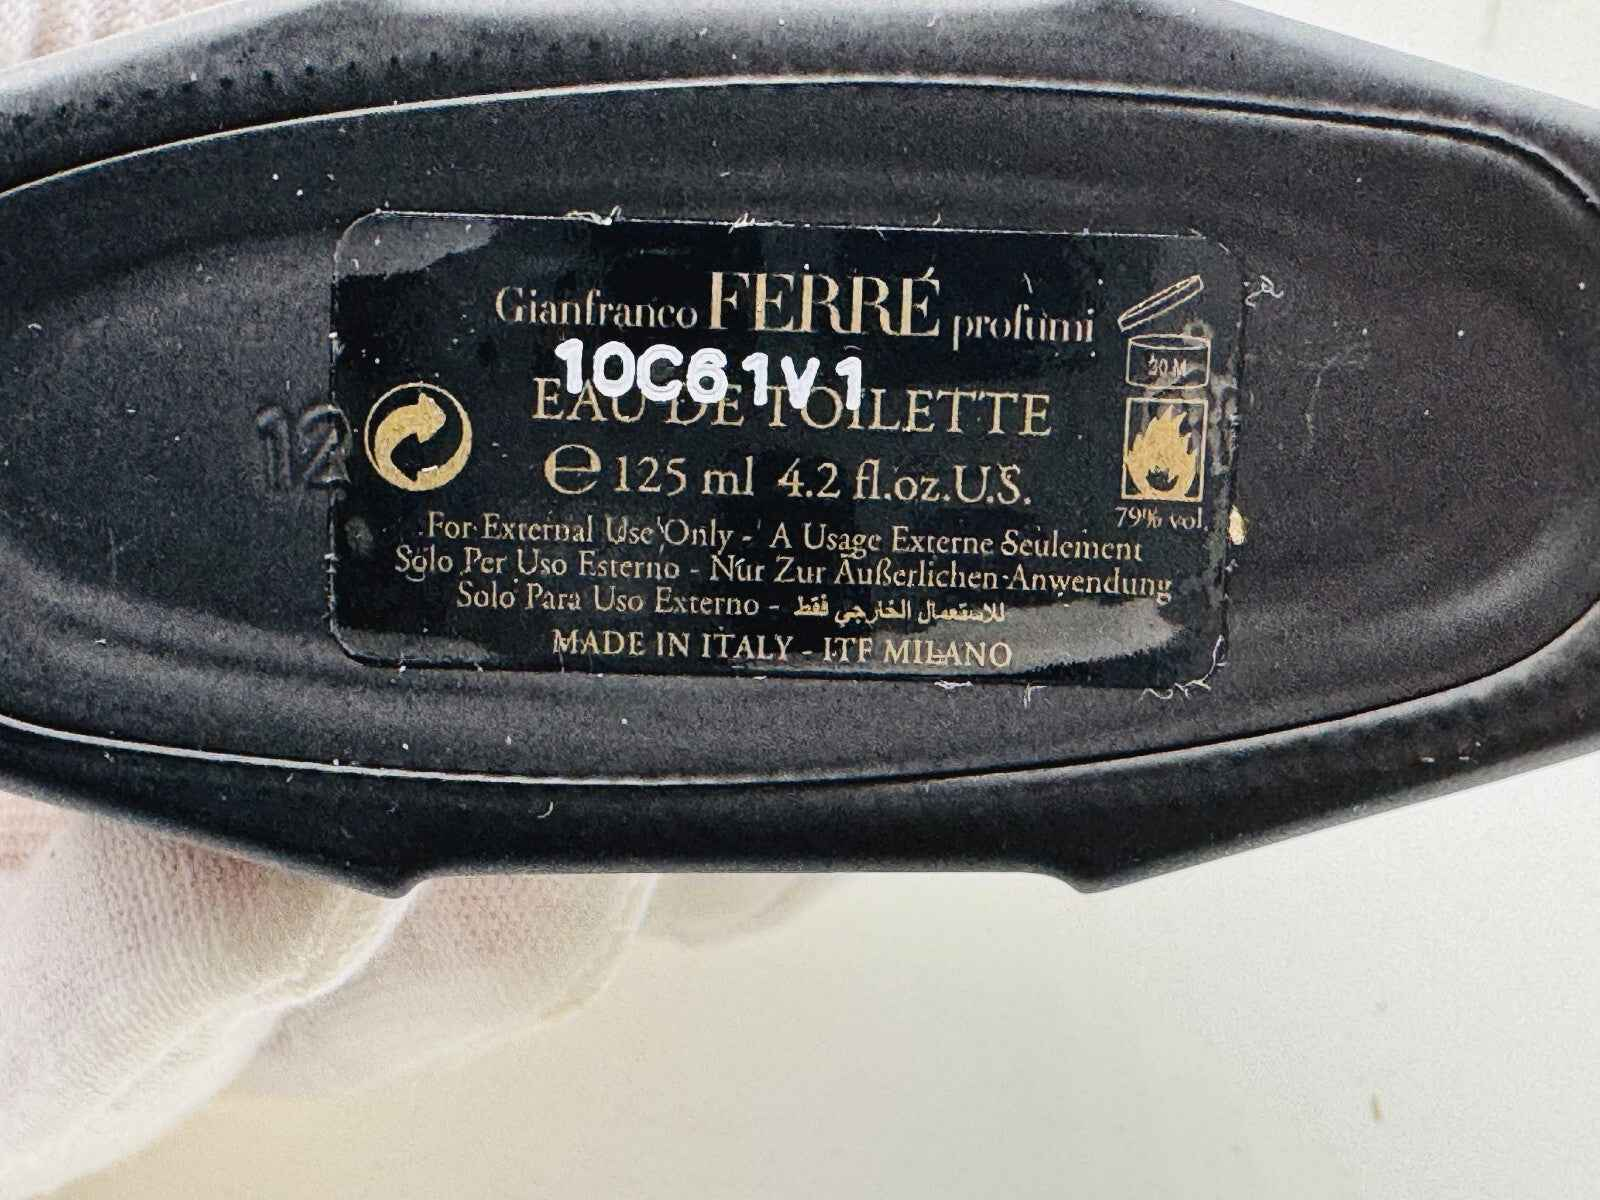 Gianfranco FERRÉ profumi
10C61V1
EAU DE TOILETTE
12
℮ 125 ml 4.2 fl.oz.U.S.
30 M
79% vol.
For External Use Only - A Usage Externe Seulement
Solo Per Uso Esterno - Nur Zur Äußerlichen Anwendung
Solo Para Uso Externo - للاستعمال الخارجي فقط
MADE IN ITALY - ITF MILANO